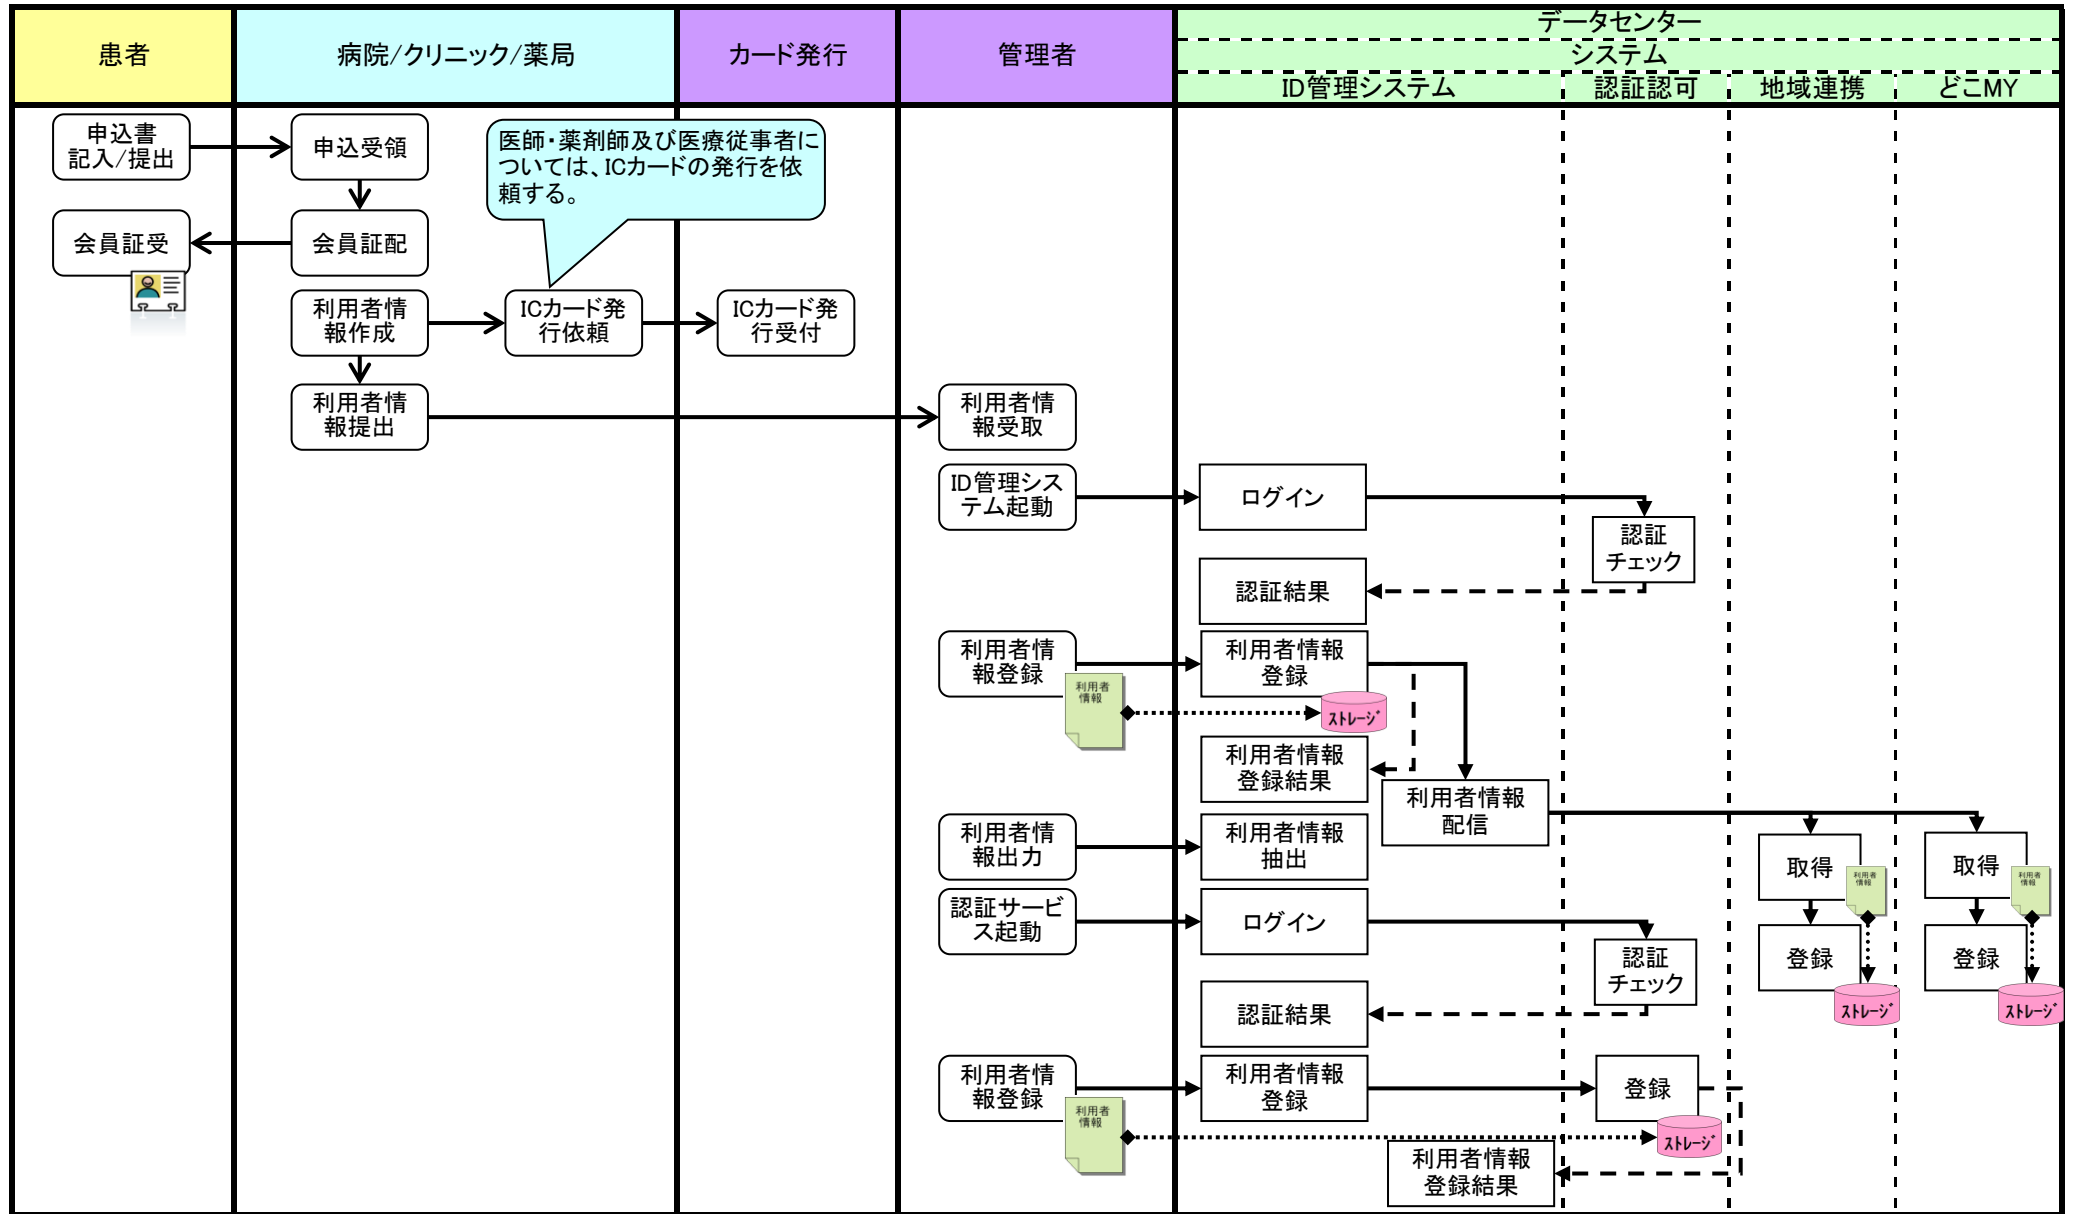 データセンター
システム
患者
病院/クリニック/薬局
カード発行
管理者
ID管理システム
認証認可
地域連携
どこMY
申込書
記入/提出
申込受領
医師・薬剤師及び医療従事者に
ついては、ICカードの発行を依
頼する。
会員証受
会員証配
利用者情
報作成
ICカード発
行依頼
ICカード発
行受付
利用者情
報提出
利用者情
報受取
ID管理シス
テム起動
ログイン
認証
チェック
認証結果
利用者情
報登録
利用者
情報
利用者情報
登録
ｽﾄﾚｰｼﾞ
利用者情報
登録結果
利用者情報
配信
利用者情
報出力
利用者情報
抽出
取得
利用者
情報
取得
利用者
情報
認証サービ
ス起動
ログイン
認証
チェック
登録
ｽﾄﾚｰｼﾞ
登録
ｽﾄﾚｰｼﾞ
認証結果
利用者情
報登録
利用者
情報
利用者情報
登録
登録
ｽﾄﾚｰｼﾞ
利用者情報
登録結果